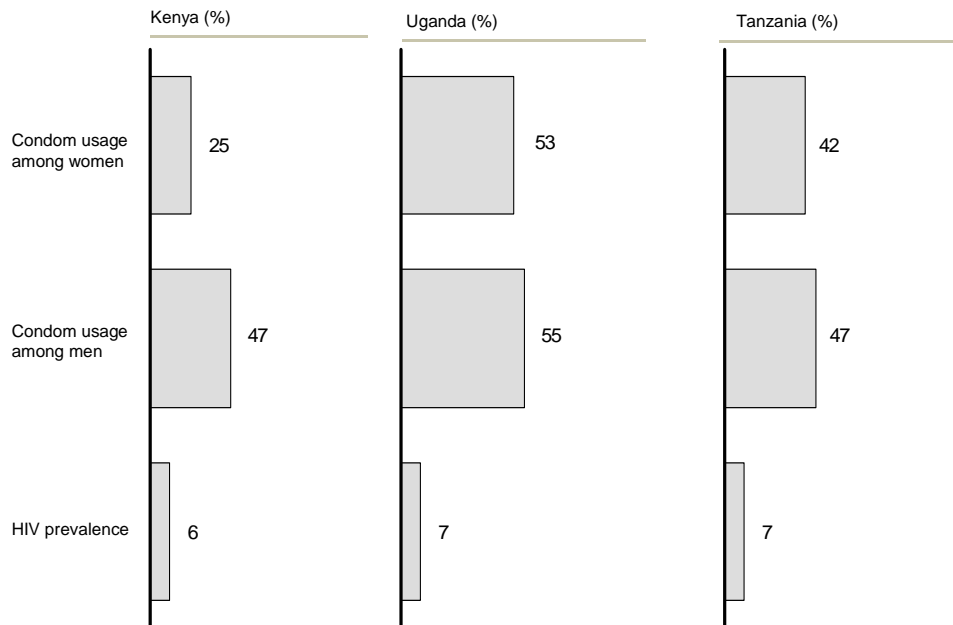 Kenya (%)
Uganda (%)
Tanzania (%)
Condom usage
among women
25
53
42
Condom usage
among men
47
55
47
HIV prevalence
6
7
7